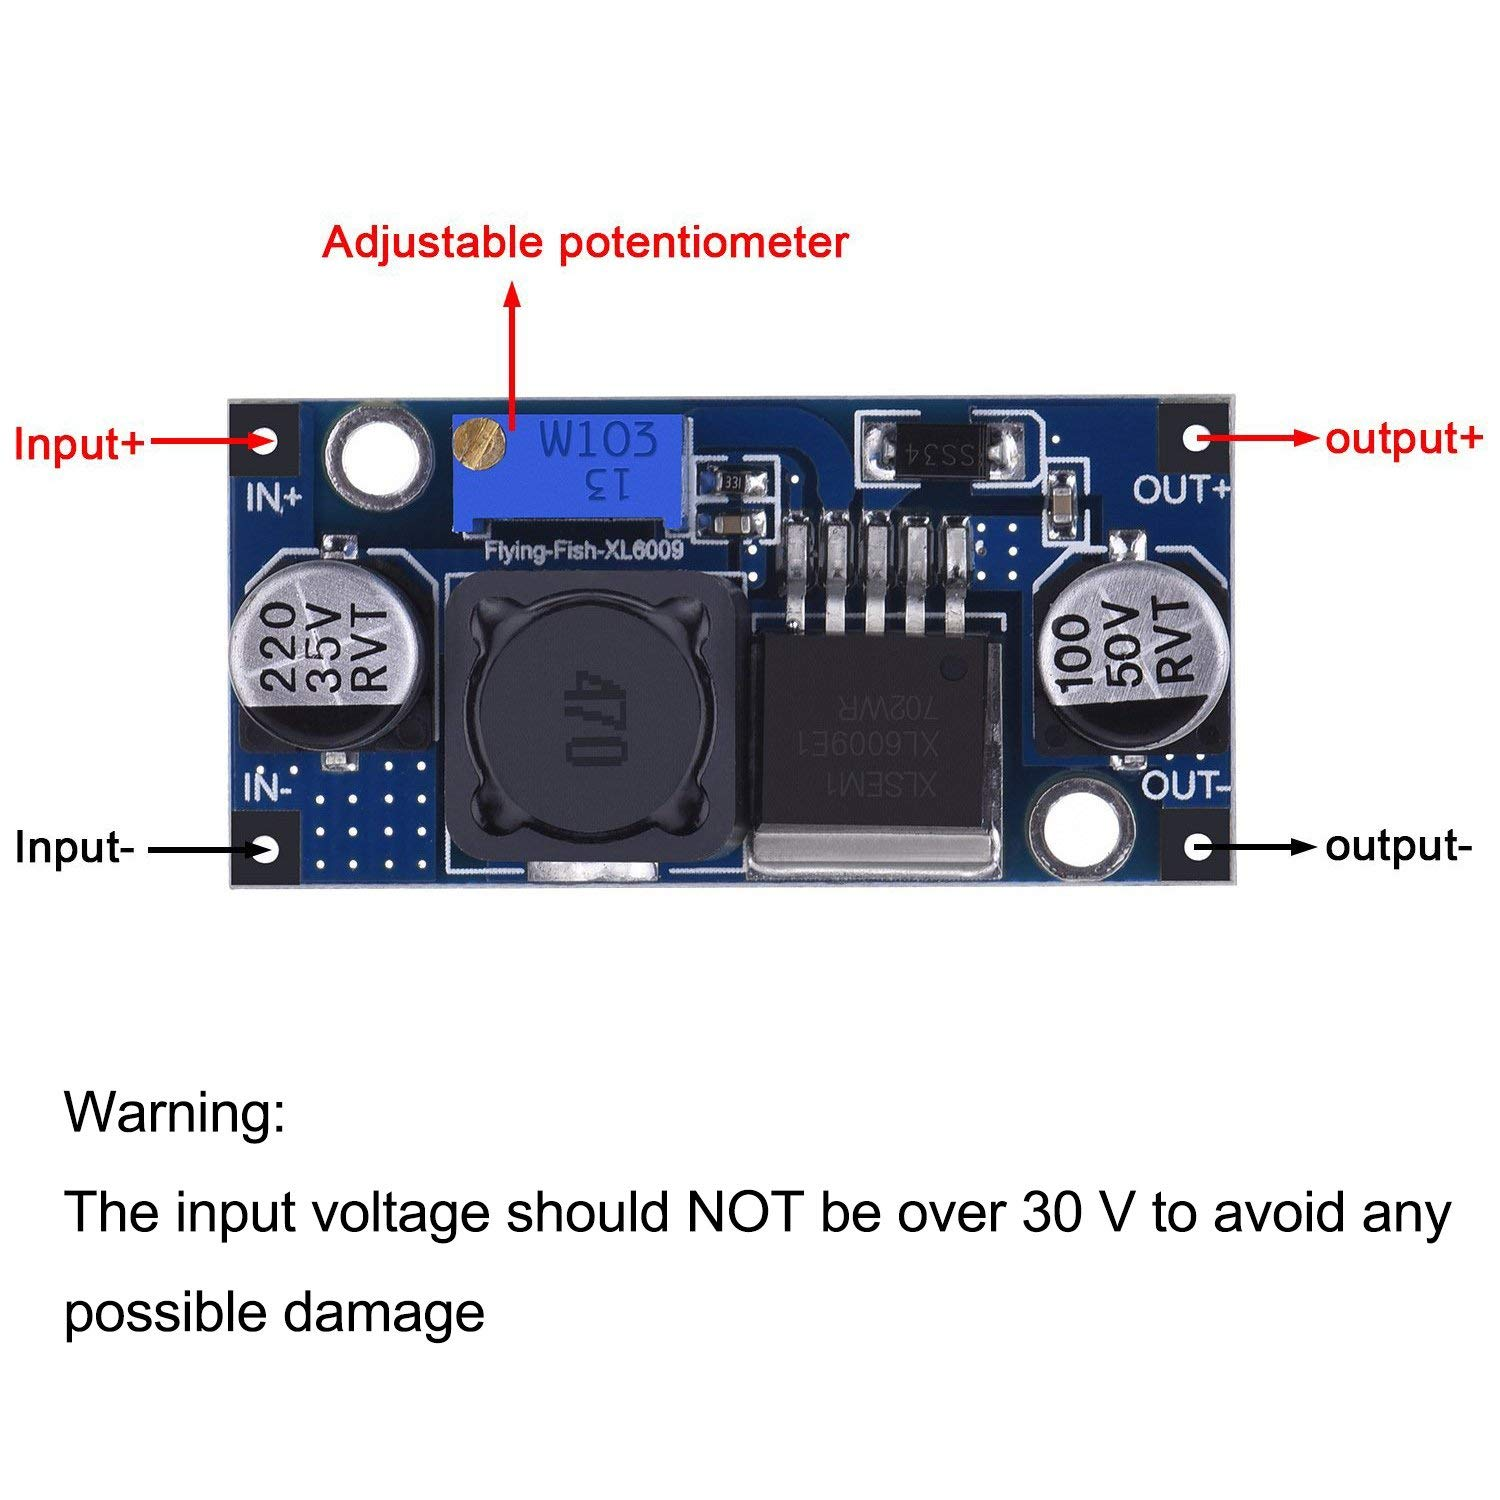 Adjustable potentiometer
Input+
output+
W103
13
331
SS34
IN+
OUT+
Flying-Fish-XL6009
220
35V
RVT
470
702WR
XL6009E1
XLSEM1
100
50V
RVT
IN-
OUT-
Input-
output-
Warning:
The input voltage should NOT be over 30 V to avoid any
possible damage